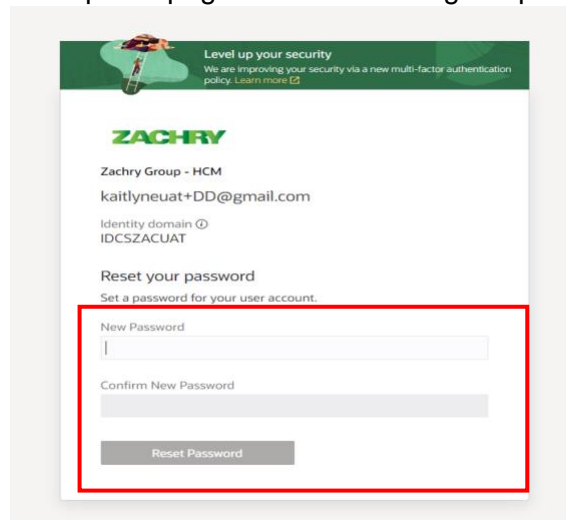 Level up your security
We are improving your security via a new multi-factor authentication
policy. Learn more
ZACHRY
Zachry Group - HCM
kaitlyneuat+DD@gmail.com
Identity domain
IDCSZACUAT
Reset your password
Set a password for your user account.
New Password
Confirm New Password
Reset Password